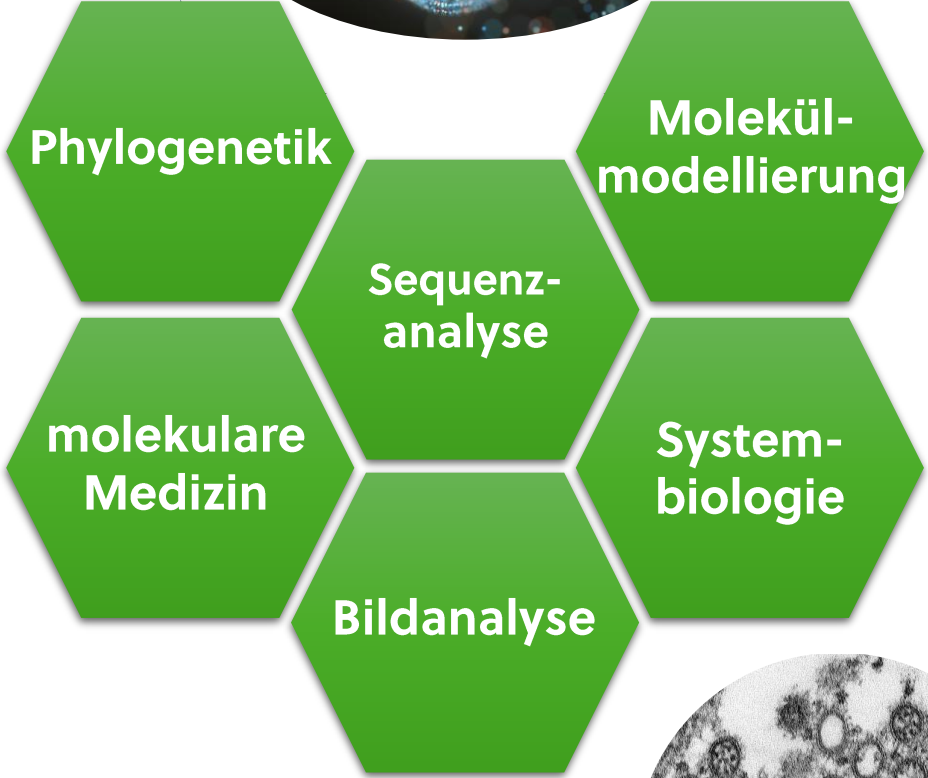 Phylogenetik
Molekül-
modellierung
Sequenz-
analyse
molekulare
Medizin
System-
biologie
Bildanalyse